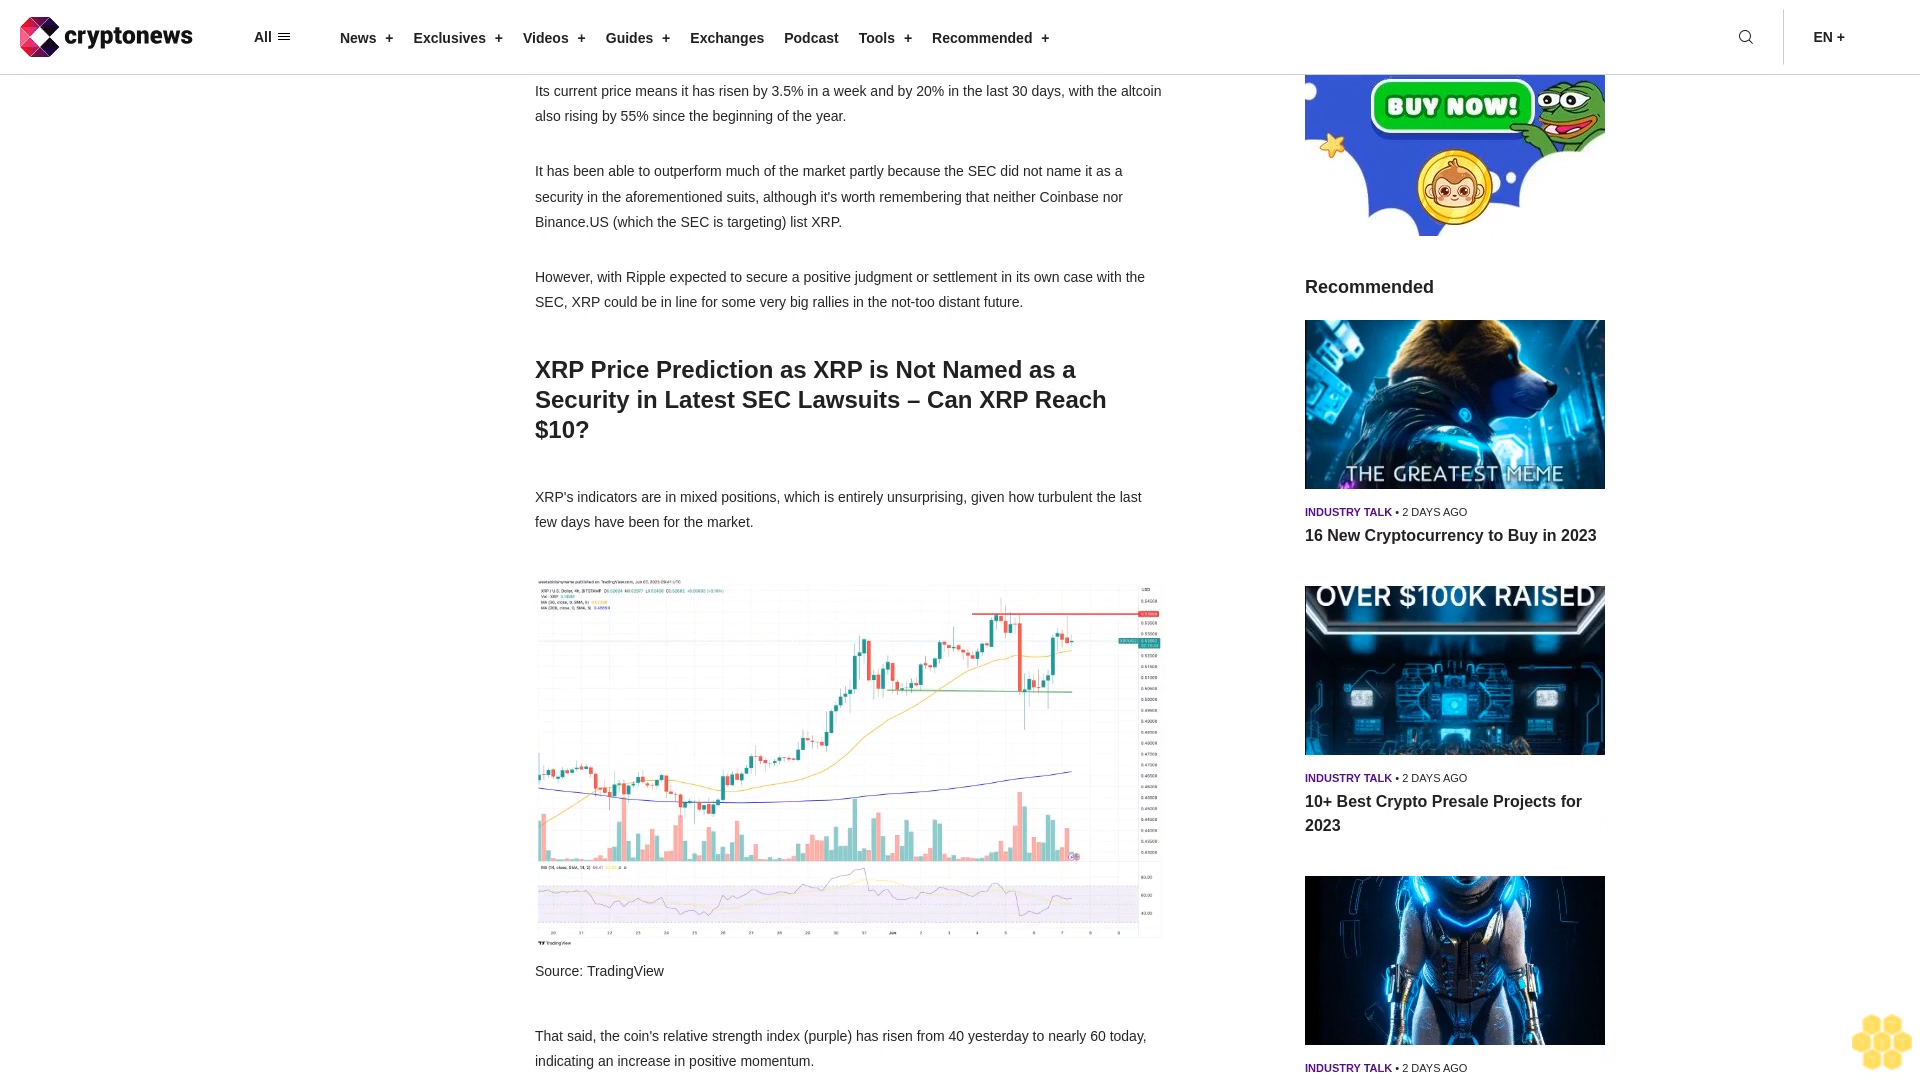 cryptonews
All
News +
Exclusives +
Videos +
Guides +
Exchanges
Podcast
Tools +
Recommended +
EN +
Its current price means it has risen by 3.5% in a week and by 20% in the last 30 days, with the altcoin
also rising by 55% since the beginning of the year.
It has been able to outperform much of the market partly because the SEC did not name it as a
security in the aforementioned suits, although it's worth remembering that neither Coinbase nor
Binance.US (which the SEC is targeting) list XRP.
However, with Ripple expected to secure a positive judgment or settlement in its own case with the
SEC, XRP could be in line for some very big rallies in the not-too distant future.
XRP Price Prediction as XRP is Not Named as a
Security in Latest SEC Lawsuits – Can XRP Reach
$10?
XRP's indicators are in mixed positions, which is entirely unsurprising, given how turbulent the last
few days have been for the market.
TradingView
Source: TradingView
That said, the coin's relative strength index (purple) has risen from 40 yesterday to nearly 60 today,
indicating an increase in positive momentum.
BUY NOW!
Recommended
THE GREATEST MEME
INDUSTRY TALK • 2 DAYS AGO
16 New Cryptocurrency to Buy in 2023
OVER $100K RAISED
INDUSTRY TALK • 2 DAYS AGO
10+ Best Crypto Presale Projects for
2023
INDUSTRY TALK • 2 DAYS AGO